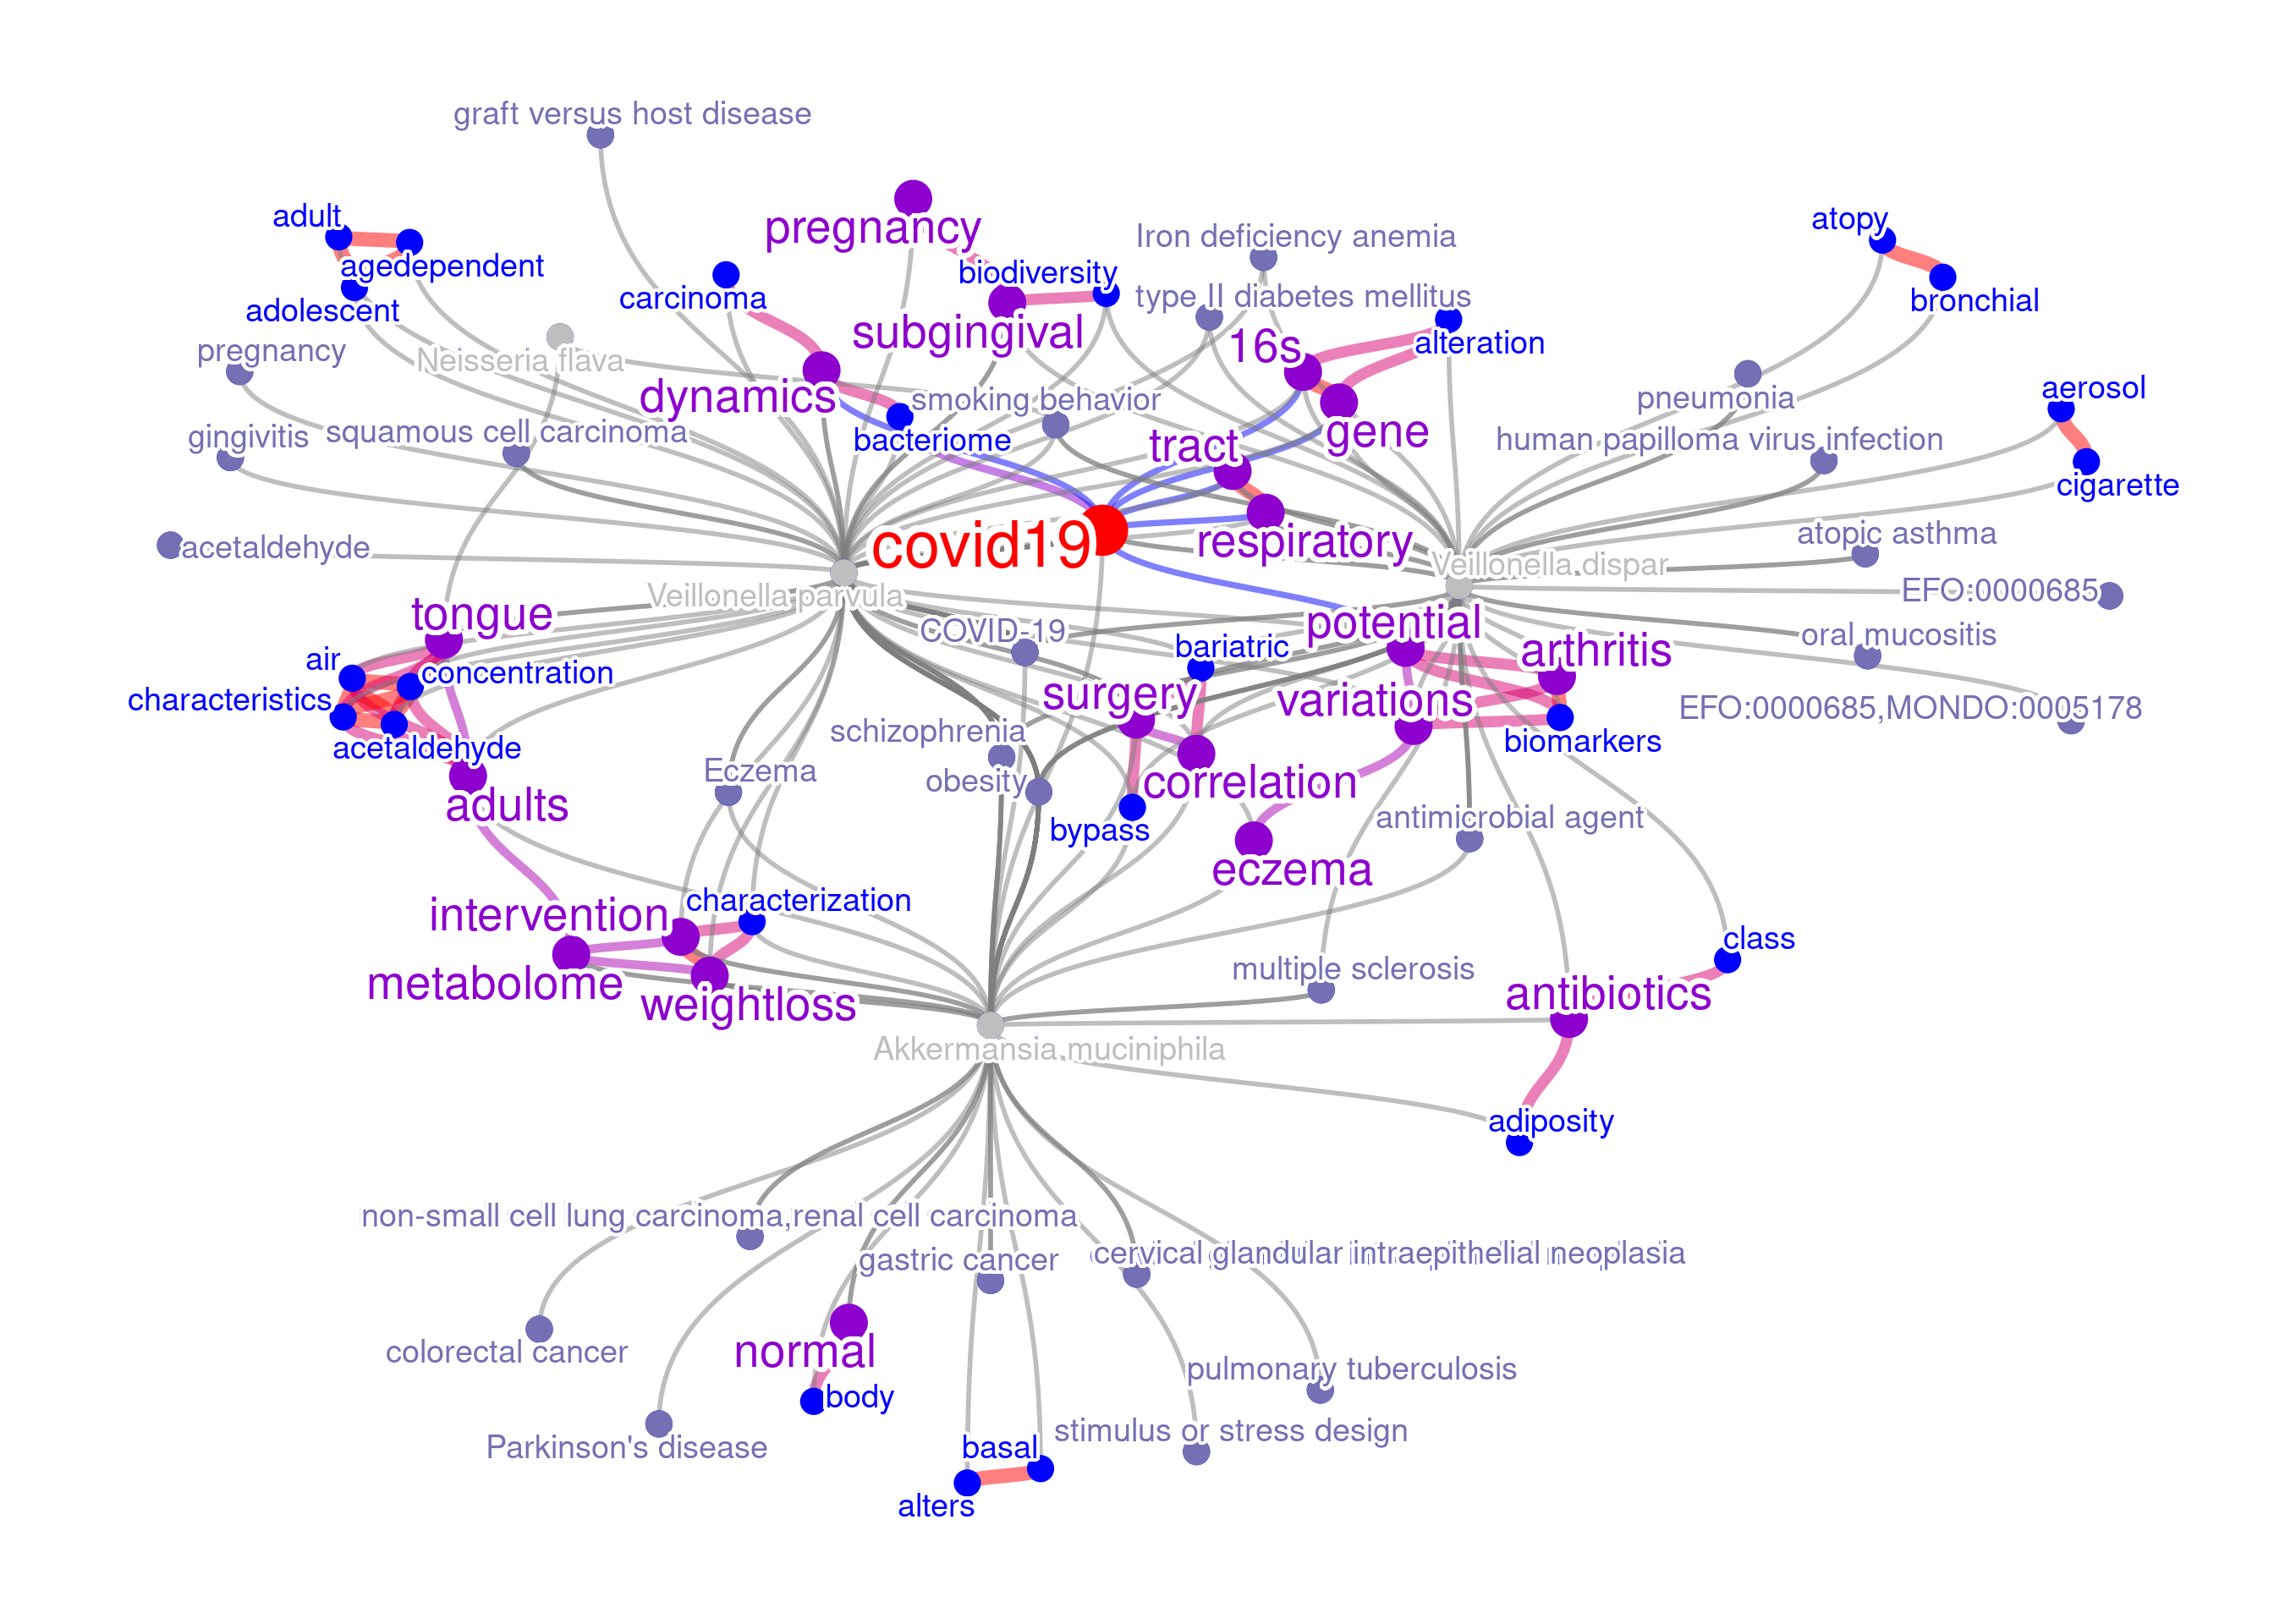 graft versus host disease
adult
pregnancy
Iron deficiency anemia
atopy
agedependent
biodiversity
carcinoma
type II diabetes mellitus
bronchial
adolescent
subgingival
16s
alteration
pregnancy
Neisseria flava
dynamics
smoking behavior
pneumonia
aerosol
gingivitis
squamous cell carcinoma
bacteriome
tract
gene
human papilloma virus infection
cigarette
acetaldehyde
covid19
respiratory
atopic asthma
Veillonella dispar
Veillonella parvula
EFO:0000685
tongue
COVID-19
potential
oral mucositis
air
concentration
bariatric
arthritis
characteristics
surgery
variations
EFO:0000685,MONDO:0005178
acetaldehyde
schizophrenia
biomarkers
Eczema
obesity
correlation
adults
bypass
antimicrobial agent
eczema
intervention
characterization
class
metabolome
weightloss
multiple sclerosis
antibiotics
Akkermansia muciniphila
adiposity
non-small cell lung carcinoma,renal cell carcinoma
gastric cancer
cervical glandular intraepithelial neoplasia
colorectal cancer
normal
pulmonary tuberculosis
body
Parkinson's disease
basal
stimulus or stress design
alters